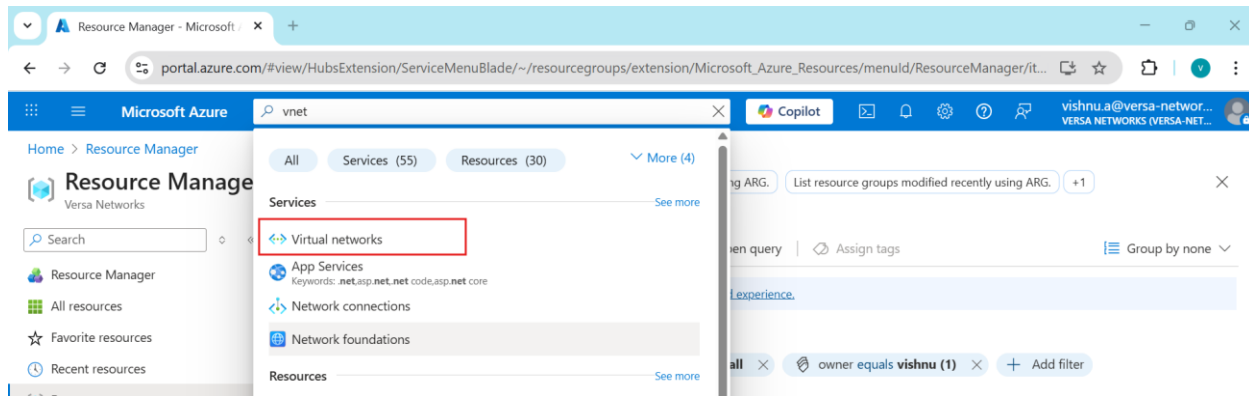 Resource Manager - Microsoft
portal.azure.com/#view/HubsExtension/ServiceMenuBlade/~/resourcegroups/extension/Microsoft_Azure_Resources/menuId/ResourceManager/it...
V
Microsoft Azure
vnet
Copilot
vishnu.a@versa-networ...
VERSA NETWORKS (VERSA-NET...
Home > Resource Manager
All Services (55) Resources (30) More (4)
Resource Manage
Versa Networks
ng ARG. List resource groups modified recently using ARG. +1
Services See more
Search
Virtual networks
en query Assign tags Group by none
App Services
Keywords: .net,asp.net,.net code,asp.net core
Resource Manager
All resources
Network connections
d experience.
Favorite resources
Network foundations
Recent resources
Resources See more
all owner equals vishnu (1) + Add filter